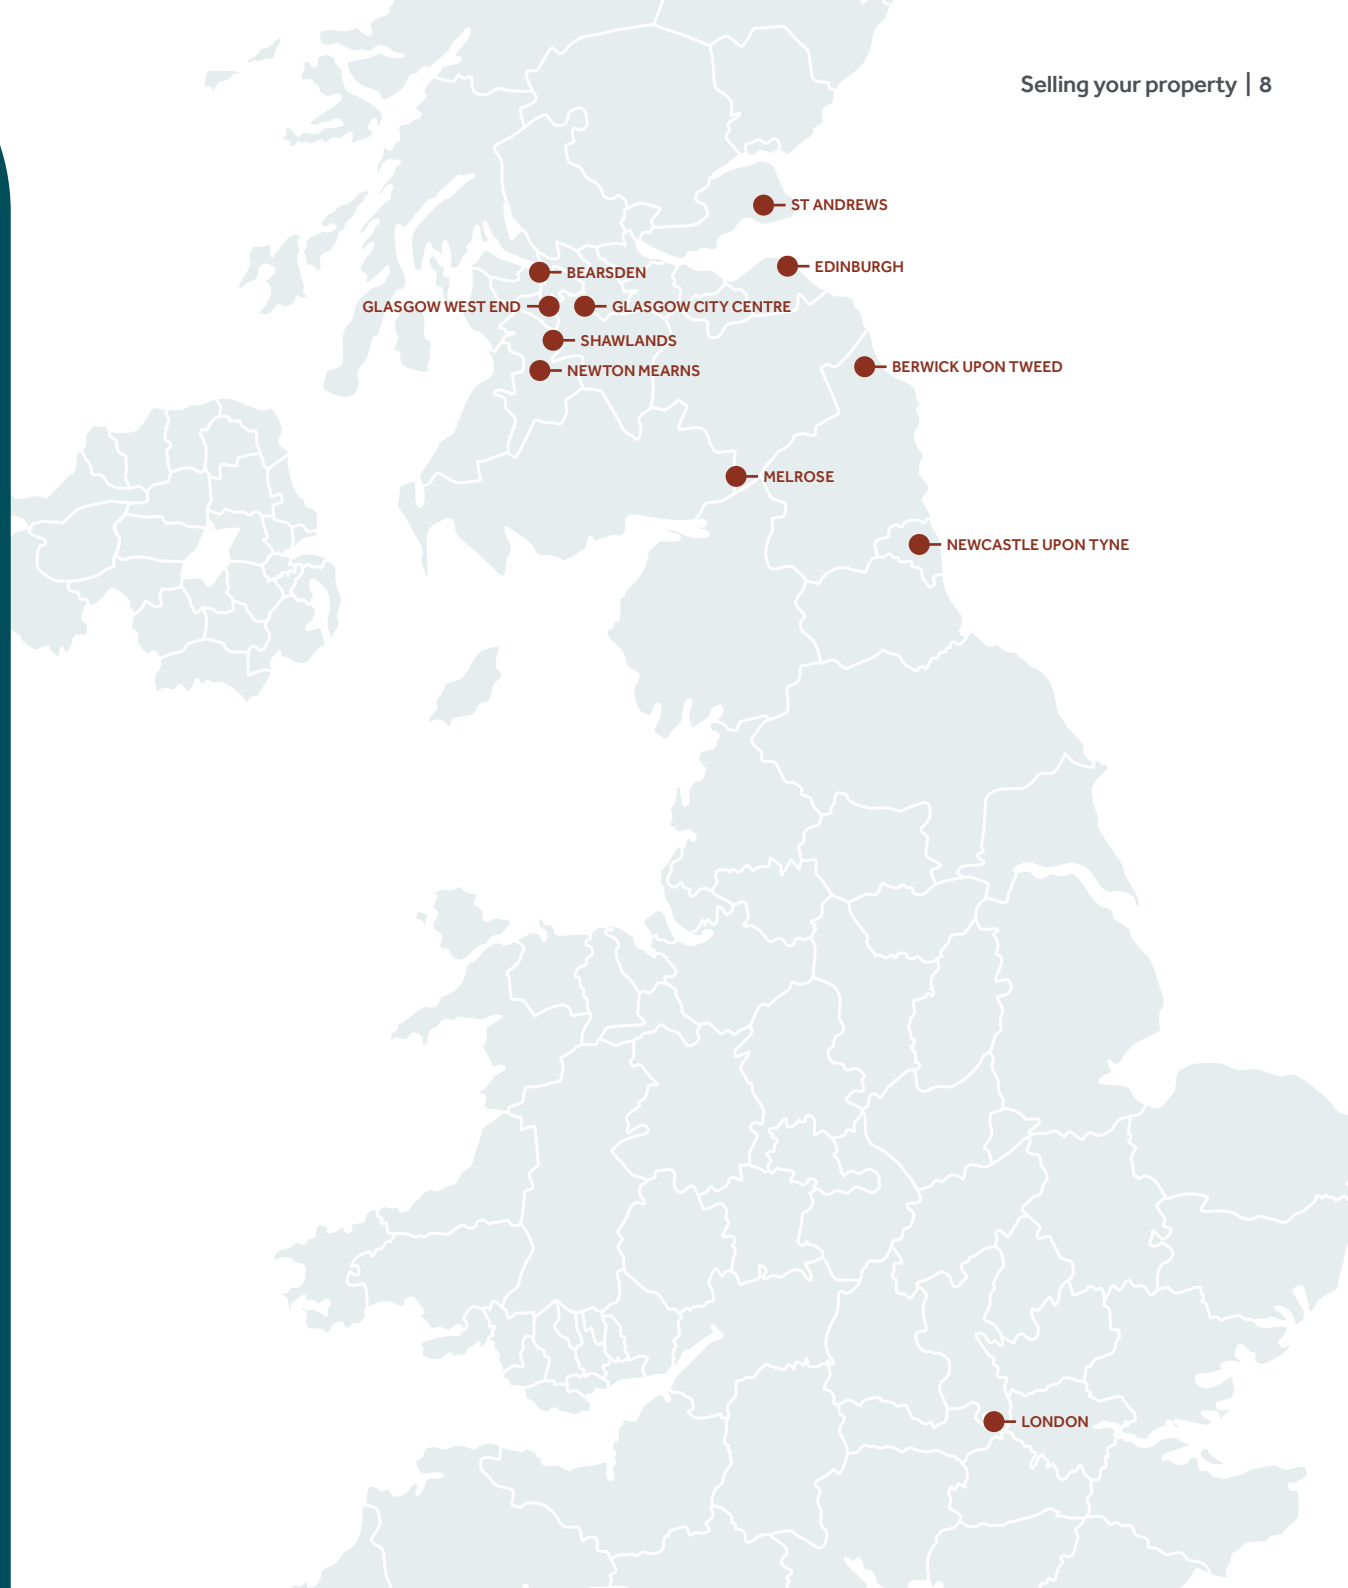 Selling your property | 8
ST ANDREWS
EDINBURGH
BEARSDEN
GLASGOW WEST END
GLASGOW CITY CENTRE
SHAWLANDS
BERWICK UPON TWEED
NEWTON MEARNS
MELROSE
NEWCASTLE UPON TYNE
LONDON